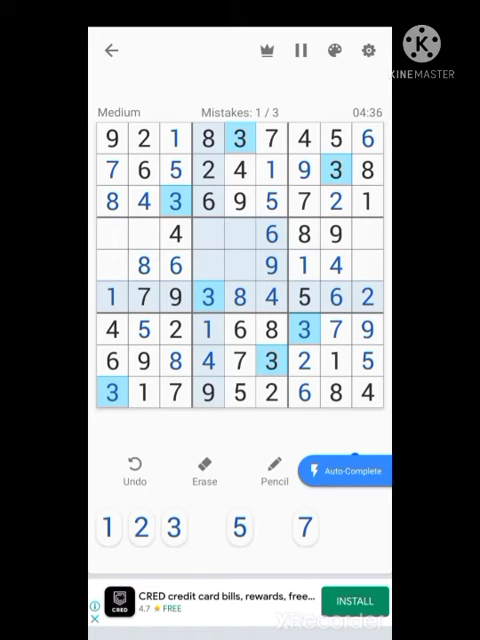 KINEMASTER
Medium Mistakes: 1 / 3 04:36
9 2 1 8 3 7 4 5 6
7 6 5 2 4 1 9 3 8
8 4 3 6 9 5 7 2 1
4 6 8 9
8 6 9 1 4
1 7 9 3 8 4 5 6 2
4 5 2 1 6 8 3 7 9
6 9 8 4 7 3 2 1 5
3 1 7 9 5 2 6 8 4
Undo Erase Pencil Auto-Complete
1 2 3 5 7
CRED
CRED credit card bills, rewards, free...
4.7 ★ FREE
INSTALL
XRecorder